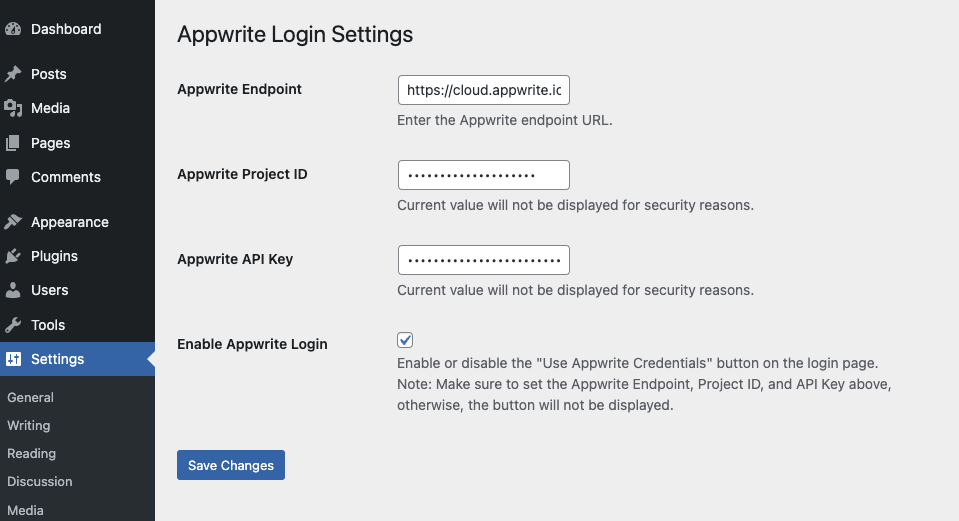 Dashboard
Posts
Media
Pages
Comments
Appearance
Plugins
Users
Tools
Settings
General
Writing
Reading
Discussion
Media
Appwrite Login Settings
Appwrite Endpoint
https://cloud.appwrite.ic
Enter the Appwrite endpoint URL.
Appwrite Project ID
••••••••••••••••••••
Current value will not be displayed for security reasons.
Appwrite API Key
••••••••••••••••••••••••
Current value will not be displayed for security reasons.
Enable Appwrite Login
Enable or disable the "Use Appwrite Credentials" button on the login page.
Note: Make sure to set the Appwrite Endpoint, Project ID, and API Key above,
otherwise, the button will not be displayed.
Save Changes